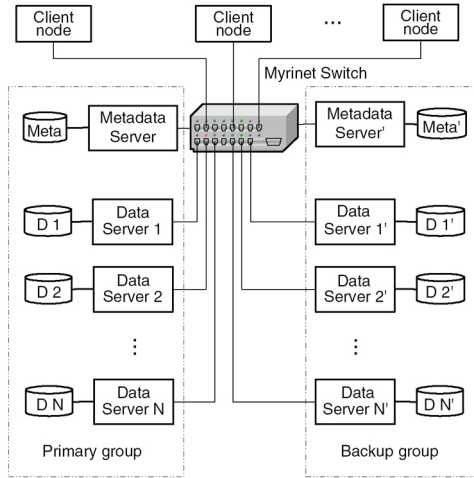 Client
node
Client
node
...
Client
node
Myrinet Switch
Meta
Metadata
Server
Metadata
Server'
Meta'
D 1
Data
Server 1
Data
Server 1'
D 1'
D 2
Data
Server 2
Data
Server 2'
D 2'
...
...
D N
Data
Server N
Data
Server N'
D N'
Primary group
Backup group